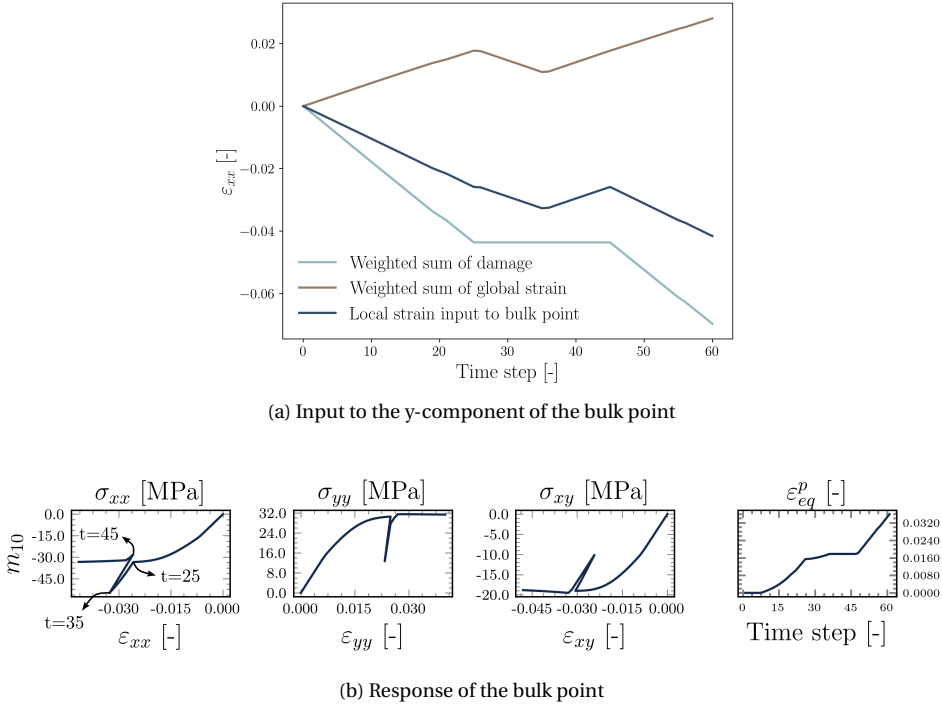 0.02
0.00
−0.02
−0.04
−0.06
ε_xx [-]
Weighted sum of damage
Weighted sum of global strain
Local strain input to bulk point
0 10 20 30 40 50 60
Time step [-]
(a) Input to the y-component of the bulk point
σ_xx [MPa] σ_yy [MPa] σ_xy [MPa] ε^p_eq [-]
m_10
0.0
-15.0
-30.0
-45.0
t=45
t=25
t=35
-0.030 -0.015 0.000
ε_xx [-]
32.0
24.0
16.0
8.0
0.0
0.000 0.015 0.030
ε_yy [-]
0.0
-5.0
-10.0
-15.0
-20.0
-0.045 -0.030 -0.015 0.000
ε_xy [-]
0.0320
0.0240
0.0160
0.0080
0.0000
0 15 30 45 60
Time step [-]
(b) Response of the bulk point